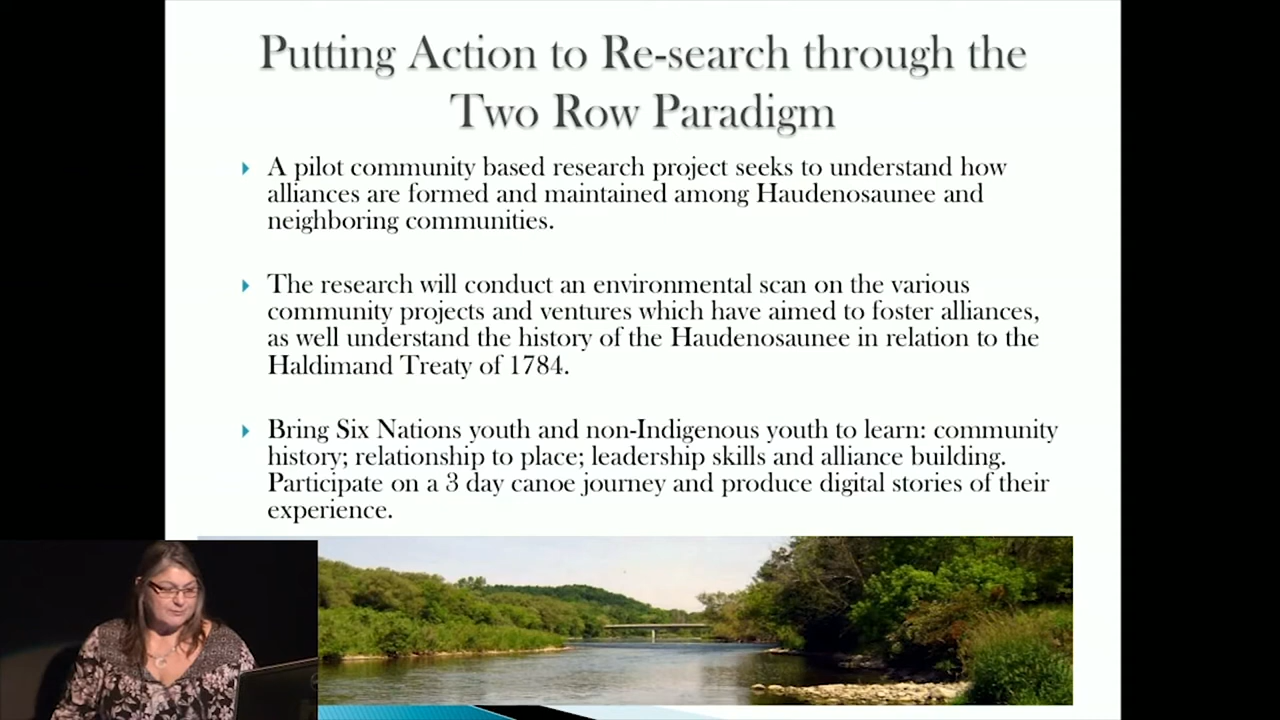 Putting Action to Re-search through the
Two Row Paradigm
A pilot community based research project seeks to understand how
alliances are formed and maintained among Haudenosaunee and
neighboring communities.
The research will conduct an environmental scan on the various
community projects and ventures which have aimed to foster alliances,
as well understand the history of the Haudenosaunee in relation to the
Haldimand Treaty of 1784.
Bring Six Nations youth and non-Indigenous youth to learn: community
history; relationship to place; leadership skills and alliance building.
Participate on a 3 day canoe journey and produce digital stories of their
experience.